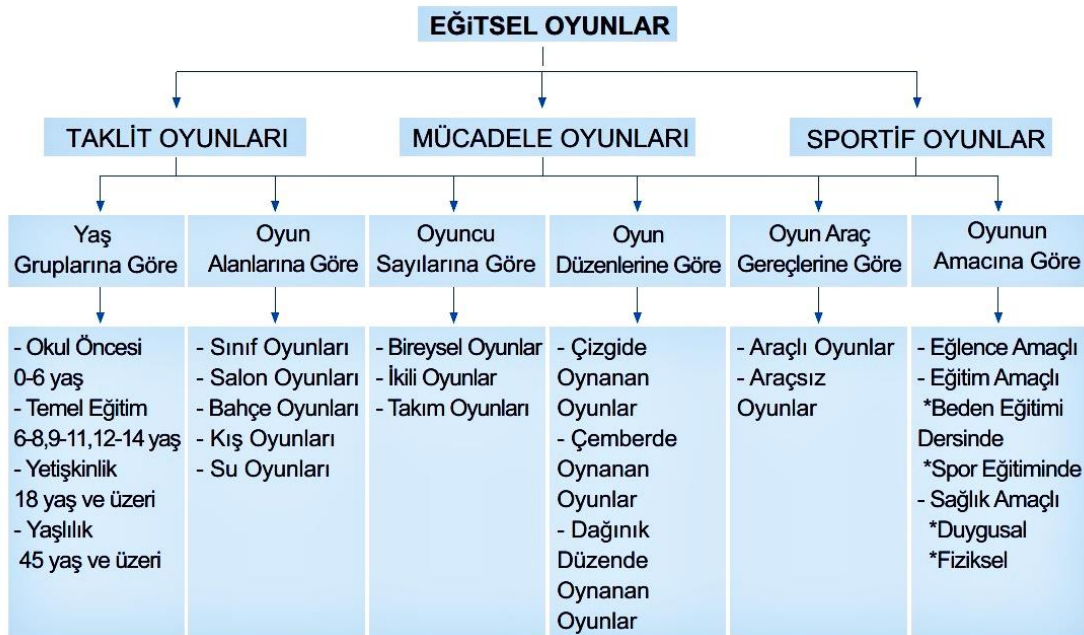 EĞiTSEL OYUNLAR
TAKLİT OYUNLARI
MÜCADELE OYUNLARI
SPORTİF OYUNLAR
Yaş
Gruplarına Göre
Oyun
Alanlarına Göre
Oyuncu
Sayılarına Göre
Oyun
Düzenlerine Göre
Oyun Araç
Gereçlerine Göre
Oyunun
Amacına Göre
- Okul Öncesi
0-6 yaş
- Temel Eğitim
6-8,9-11,12-14 yaş
- Yetişkinlik
18 yaş ve üzeri
- Yaşlılık
45 yaş ve üzeri
- Sınıf Oyunları
- Salon Oyunları
- Bahçe Oyunları
- Kış Oyunları
- Su Oyunları
- Bireysel Oyunlar
- İkili Oyunlar
- Takım Oyunları
- Çizgide
Oynanan
Oyunlar
- Çemberde
Oynanan
Oyunlar
- Dağınık
Düzende
Oynanan
Oyunlar
- Araçlı Oyunlar
- Araçsız
Oyunlar
- Eğlence Amaçlı
- Eğitim Amaçlı
*Beden Eğitimi
Dersinde
*Spor Eğitiminde
- Sağlık Amaçlı
*Duygusal
*Fiziksel